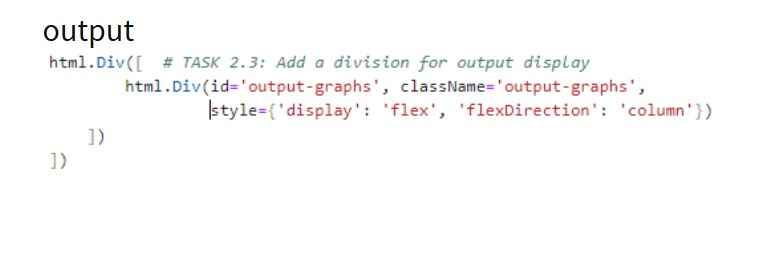 output
html.Div([  # TASK 2.3: Add a division for output display
html.Div(id='output-graphs', className='output-graphs',
style={'display': 'flex', 'flexDirection': 'column'})
])
])